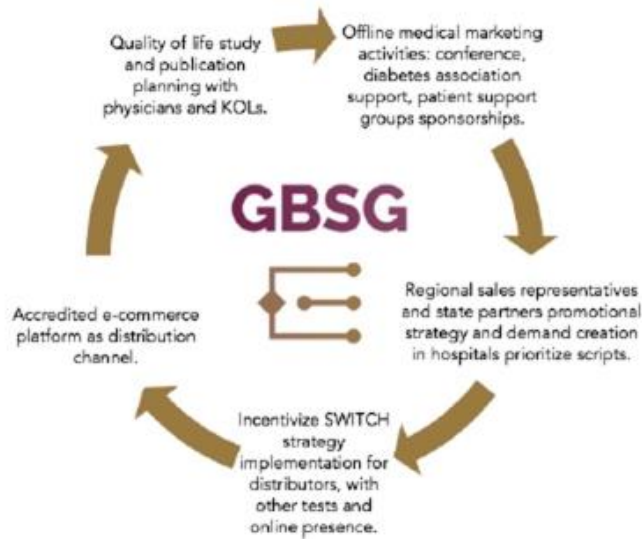 Quality of life study
and publication
planning with
physicians and KOLs.
Offline medical marketing
activities: conference,
diabetes association
support, patient support
groups sponsorships.
GBSG
Regional sales representatives
and state partners promotional
strategy and demand creation
in hospitals prioritize scripts.
Incentivize SWITCH
strategy
implementation for
distributors, with
other tests and
online presence.
Accredited e-commerce
platform as distribution
channel.